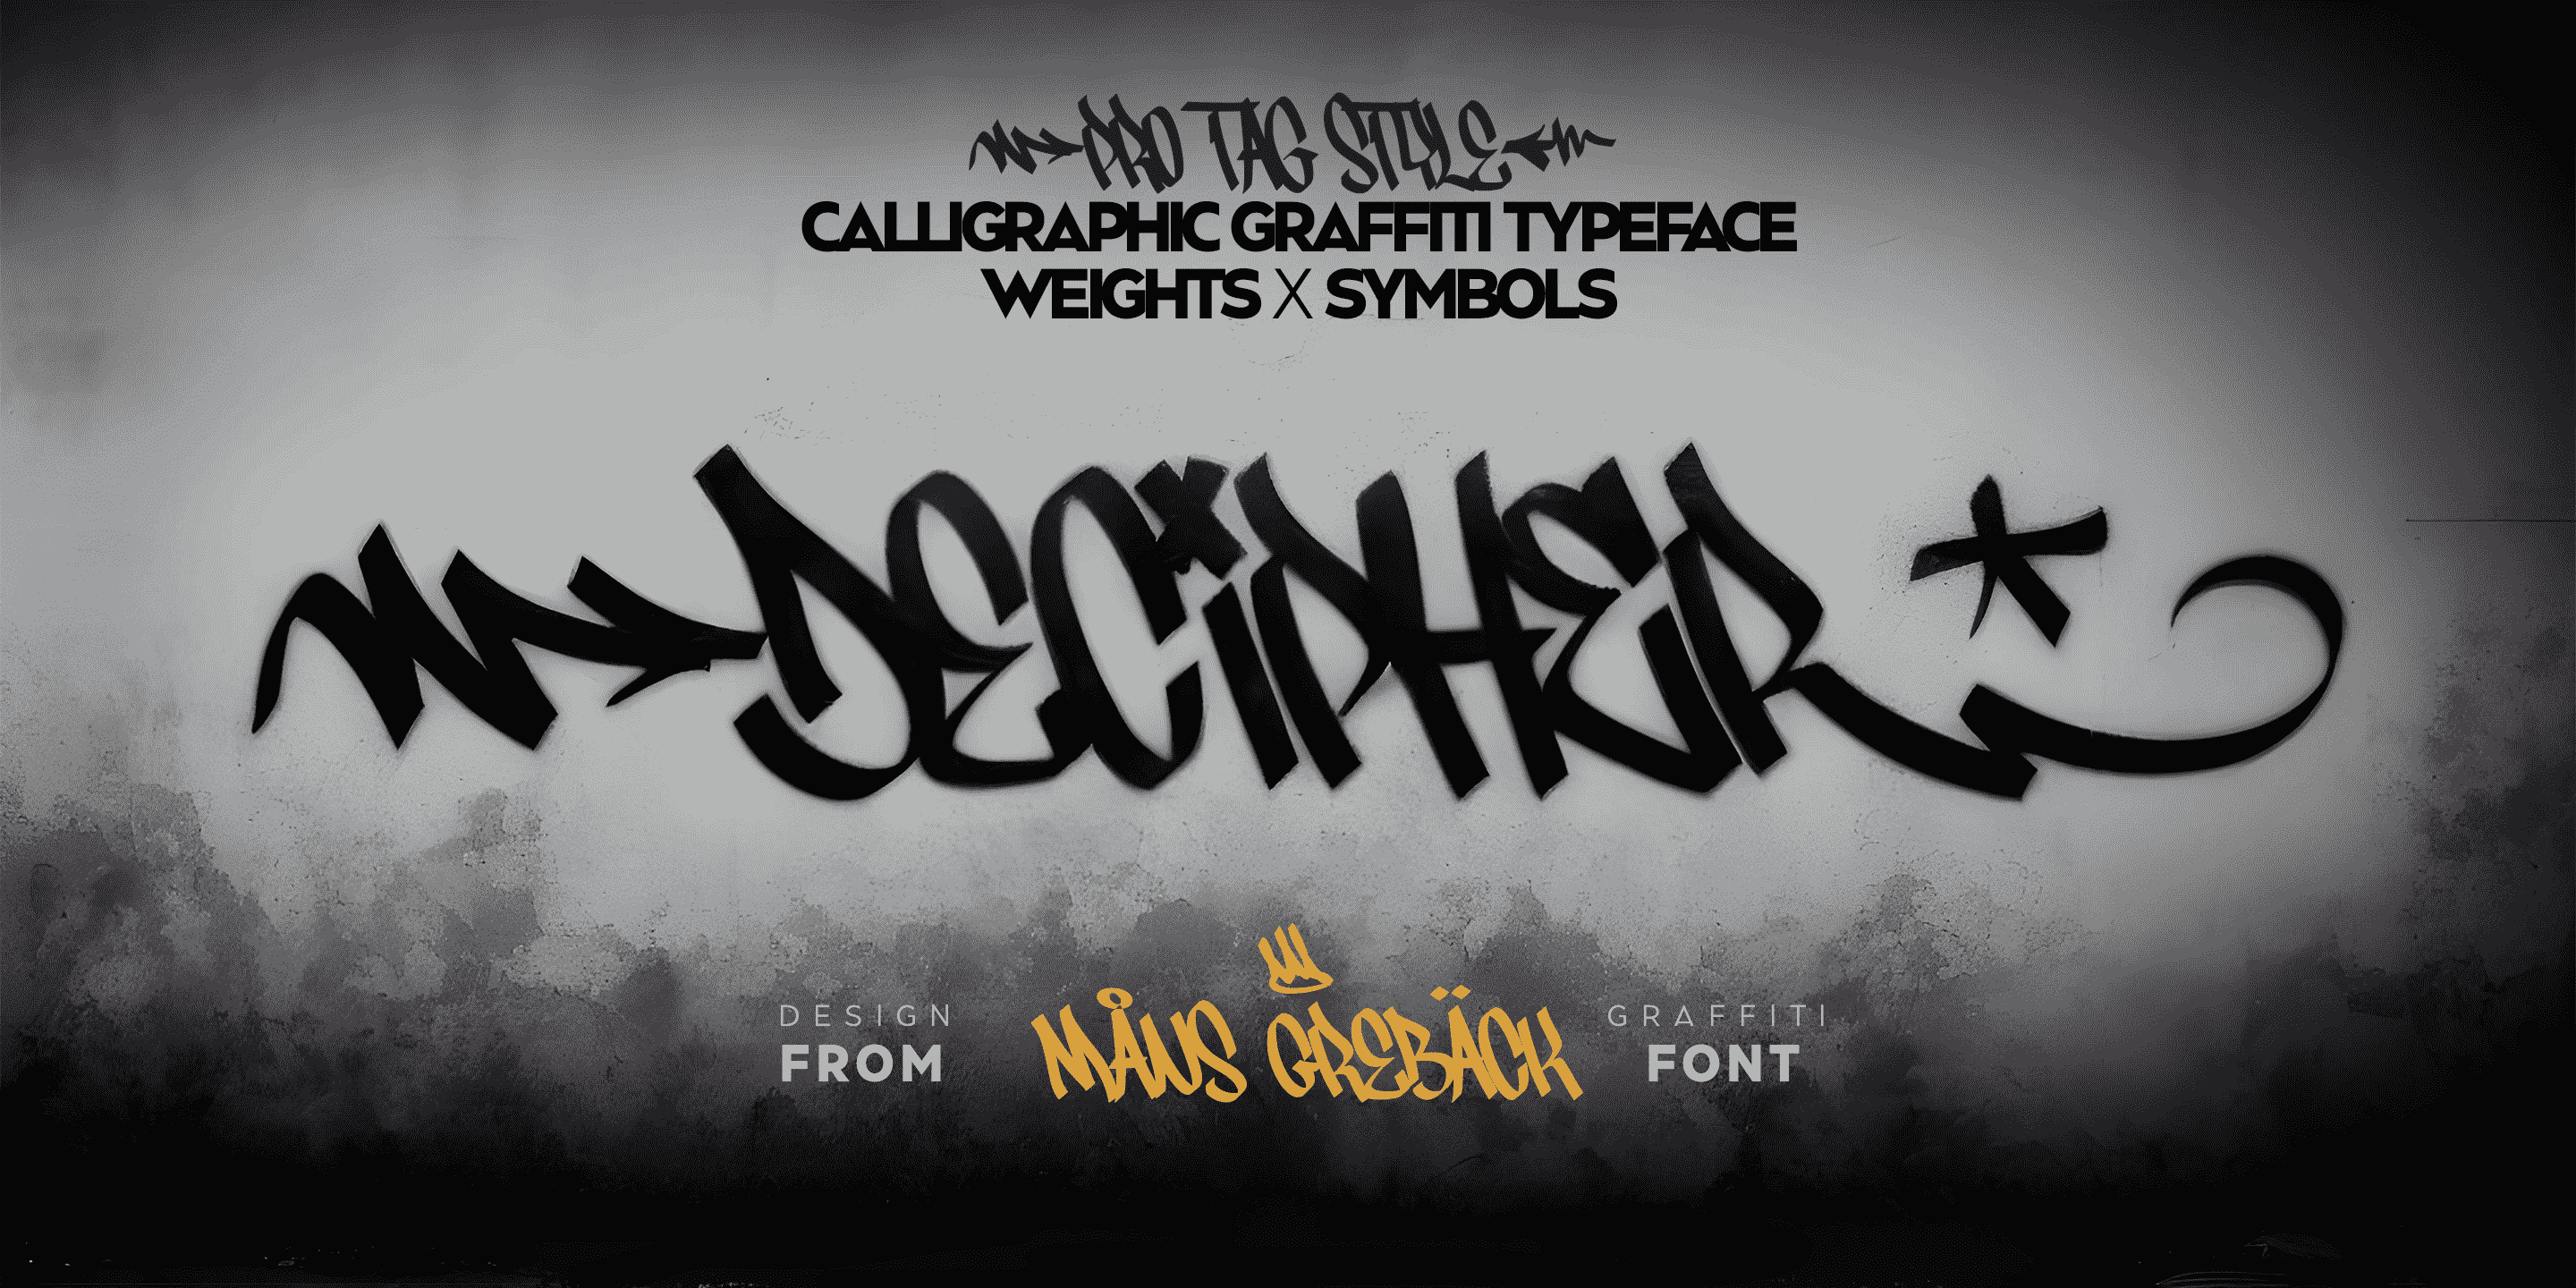 PRO TAG STYLE
CALLIGRAPHIC GRAFFITI TYPEFACE
WEIGHTS X SYMBOLS
DECiPHER
DESIGN
FROM
MÅNS GREBÄCK
GRAFFITI
FONT